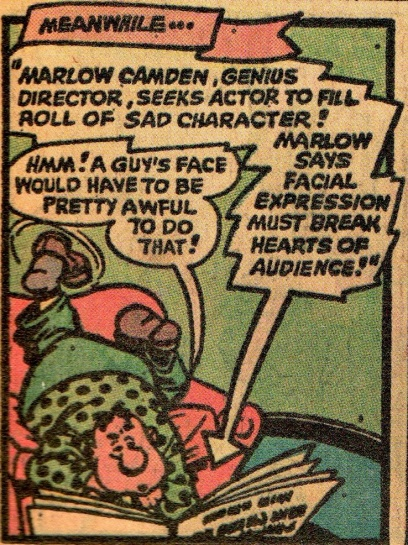 MEANWHILE...
"MARLOW CAMDEN, GENIUS
DIRECTOR, SEEKS ACTOR TO FILL
ROLL OF SAD CHARACTER!
MARLOW
SAYS
FACIAL
EXPRESSION
MUST BREAK
HEARTS OF
AUDIENCE!"
HMM! A GUY'S FACE
WOULD HAVE TO BE
PRETTY AWFUL
TO DO
THAT!